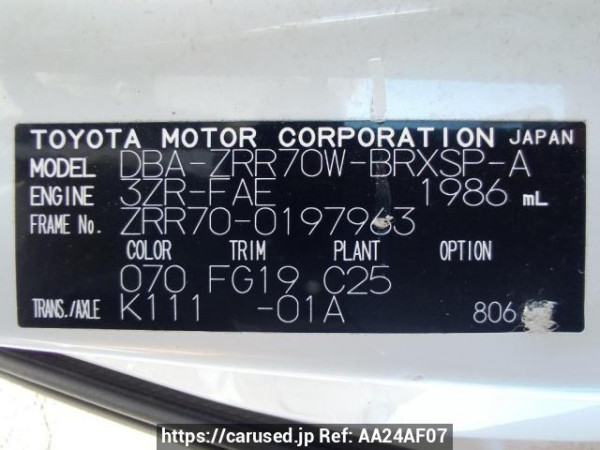 TOYOTA MOTOR CORPORATION JAPAN
MODEL DBA-ZRR70W-BRXSP-A
ENGINE 3ZR-FAE 1986 mL
FRAME No. ZRR70-0197963
COLOR TRIM PLANT OPTION
070 FG19 C25
TRANS./AXLE K111 -01A 806
https://carused.jp Ref: AA24AF07